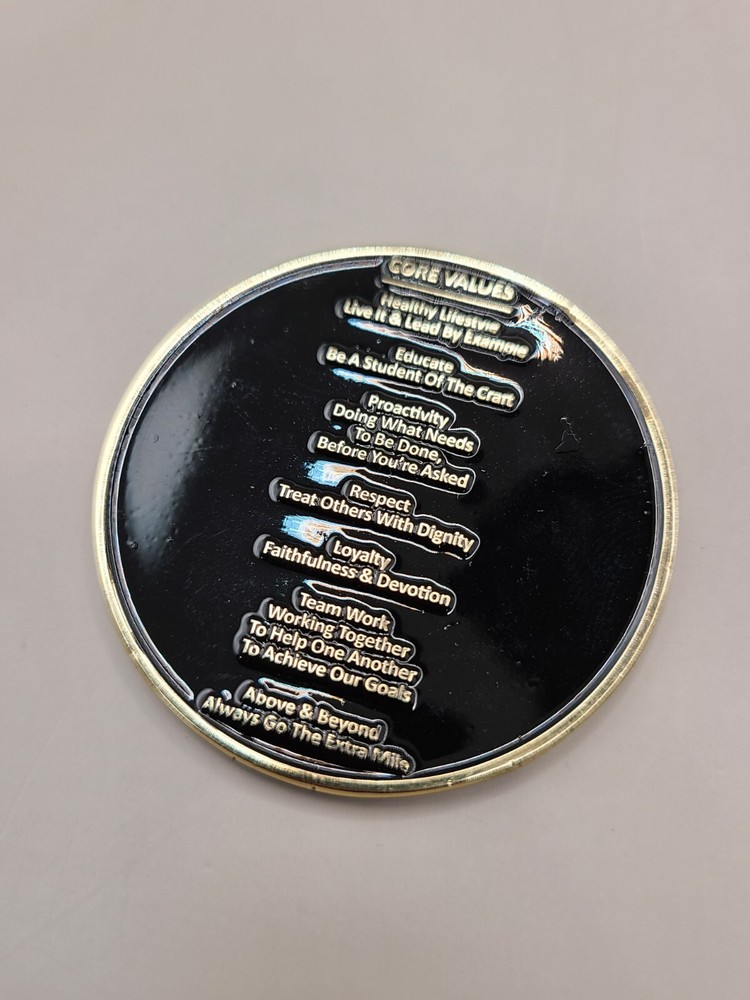 CORE VALUES
Healthy Lifestyle
Live It & Lead By Example
Educate
Be A Student Of The Craft
Proactivity
Doing What Needs
To Be Done,
Before You're Asked
Respect
Treat Others With Dignity
Loyalty
Faithfulness & Devotion
Team Work
Working Together
To Help One Another
To Achieve Our Goals
Above & Beyond
Always Go The Extra Mile